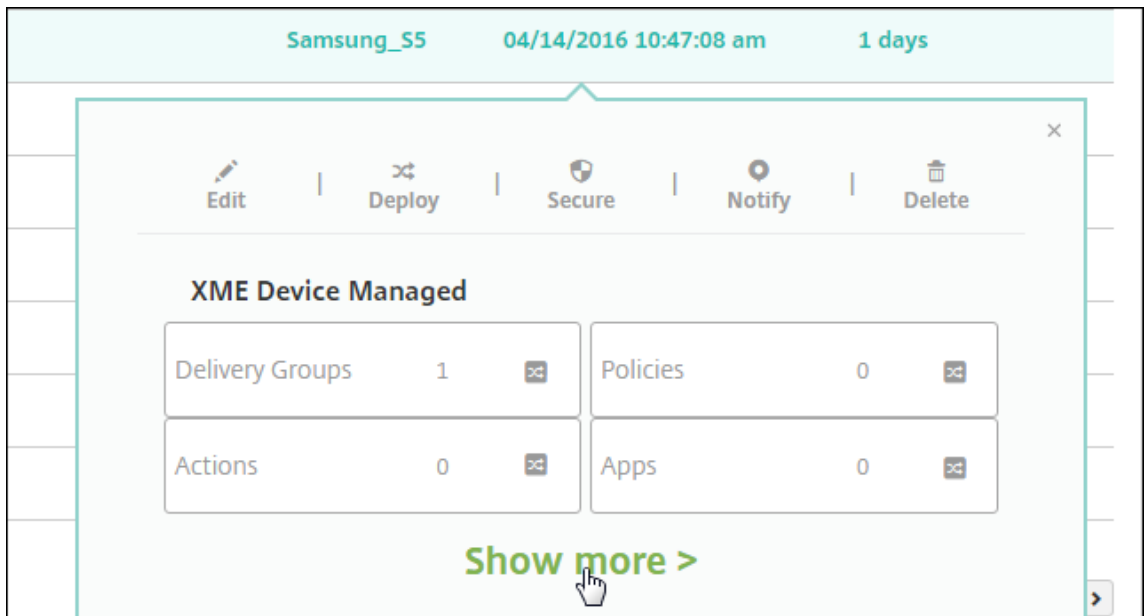 Samsung_S5 04/14/2016 10:47:08 am 1 days
×
Edit | Deploy | Secure | Notify | Delete
XME Device Managed
Delivery Groups 1 Policies 0
Actions 0 Apps 0
Show more >
>